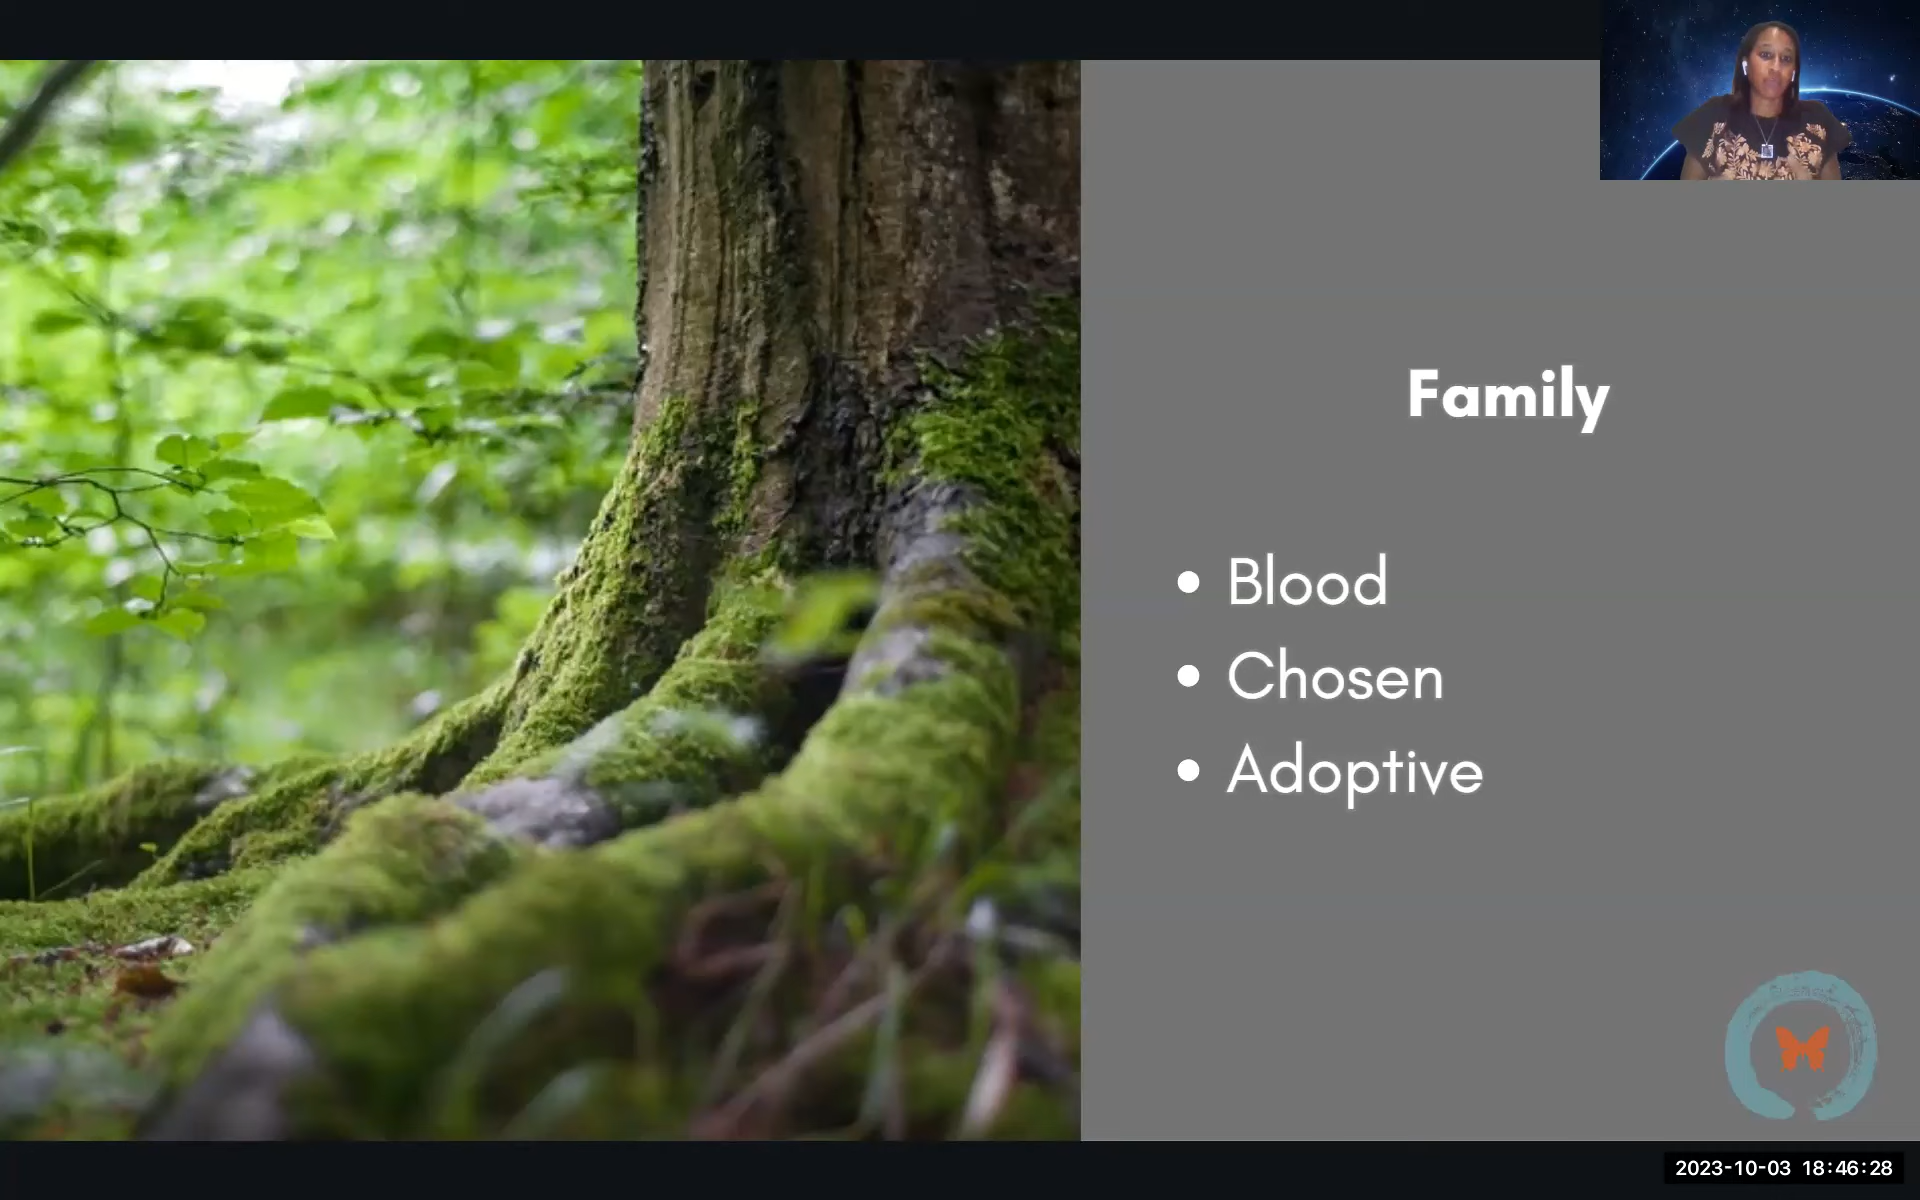 Family
• Blood
• Chosen
• Adoptive
2023-10-03 18:46:28